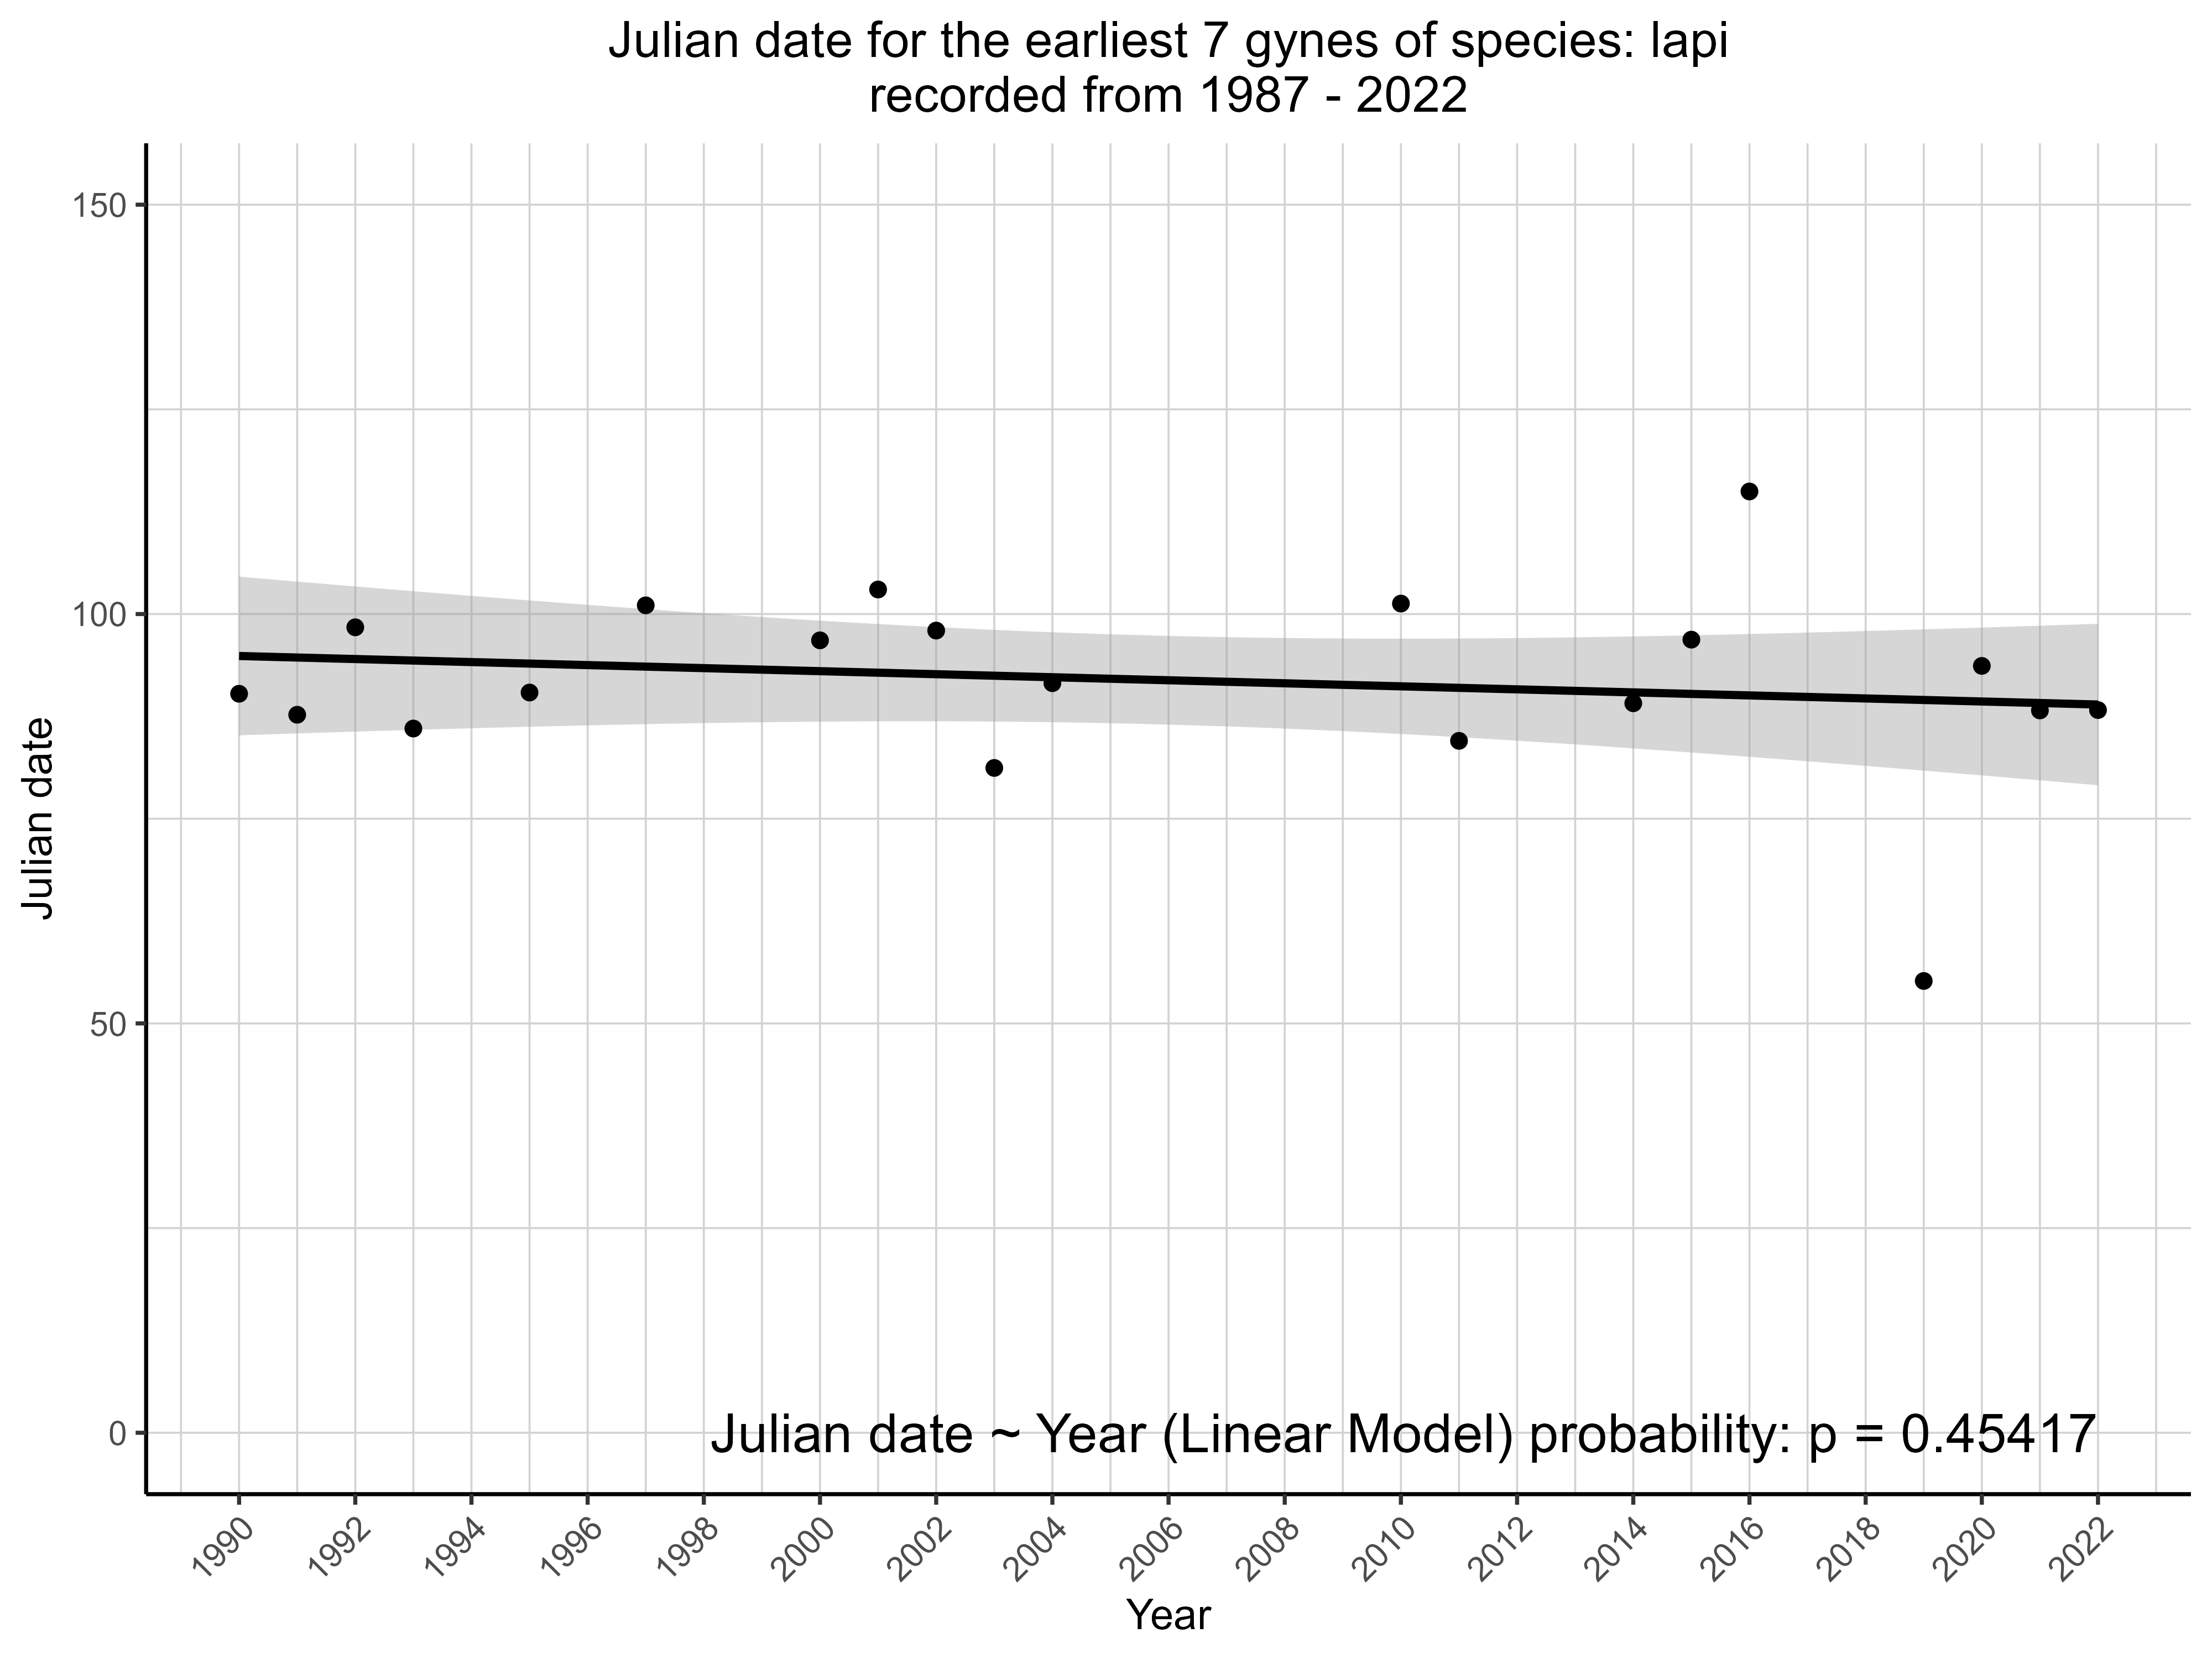 Julian date for the earliest 7 gynes of species: lapi
recorded from 1987 - 2022
150
100
50
0
Julian date
Julian date ~ Year (Linear Model) probability: p = 0.45417
1990 1992 1994 1996 1998 2000 2002 2004 2006 2008 2010 2012 2014 2016 2018 2020 2022
Year